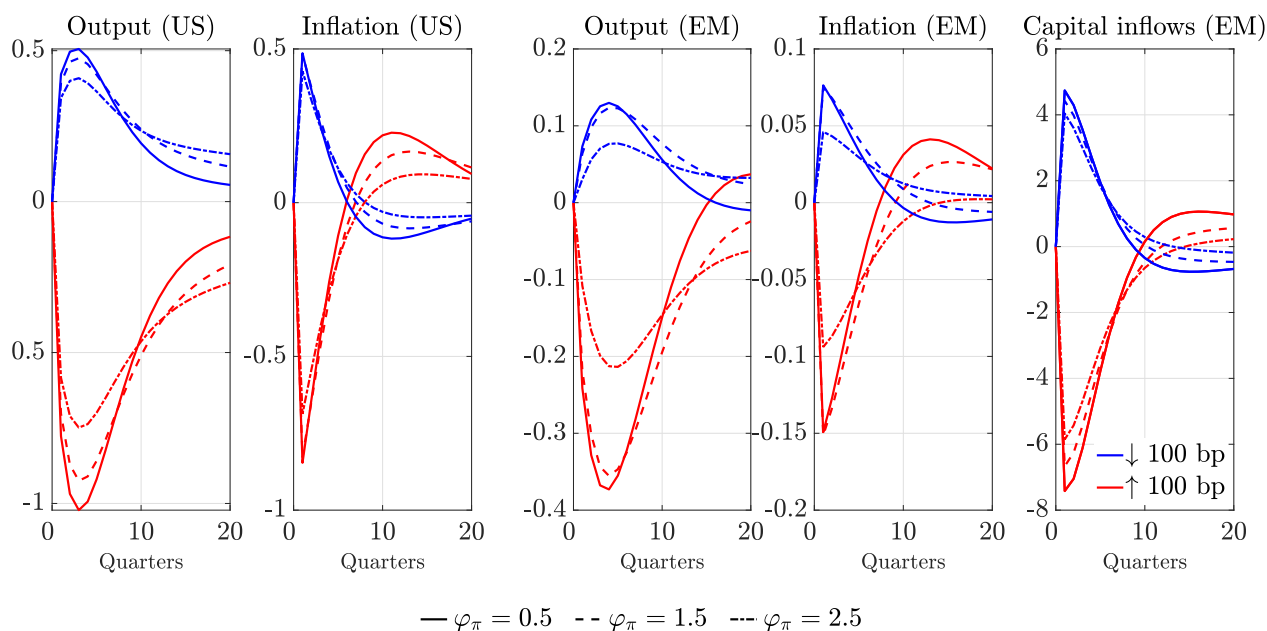 Output (US)
0.5
0
0.5
-1
0 10 20
Quarters
Inflation (US)
0.5
0
-0.5
-1
0 10 20
Quarters
Output (EM)
0.2
0.1
0
-0.1
-0.2
-0.3
-0.4
0 10 20
Quarters
Inflation (EM)
0.1
0.05
0
-0.05
-0.1
-0.15
-0.2
0 10 20
Quarters
Capital inflows (EM)
6
4
2
0
-2
-4
-6
-8
0 10 20
Quarters
↓ 100 bp
↑ 100 bp
φπ = 0.5 φπ = 1.5 φπ = 2.5